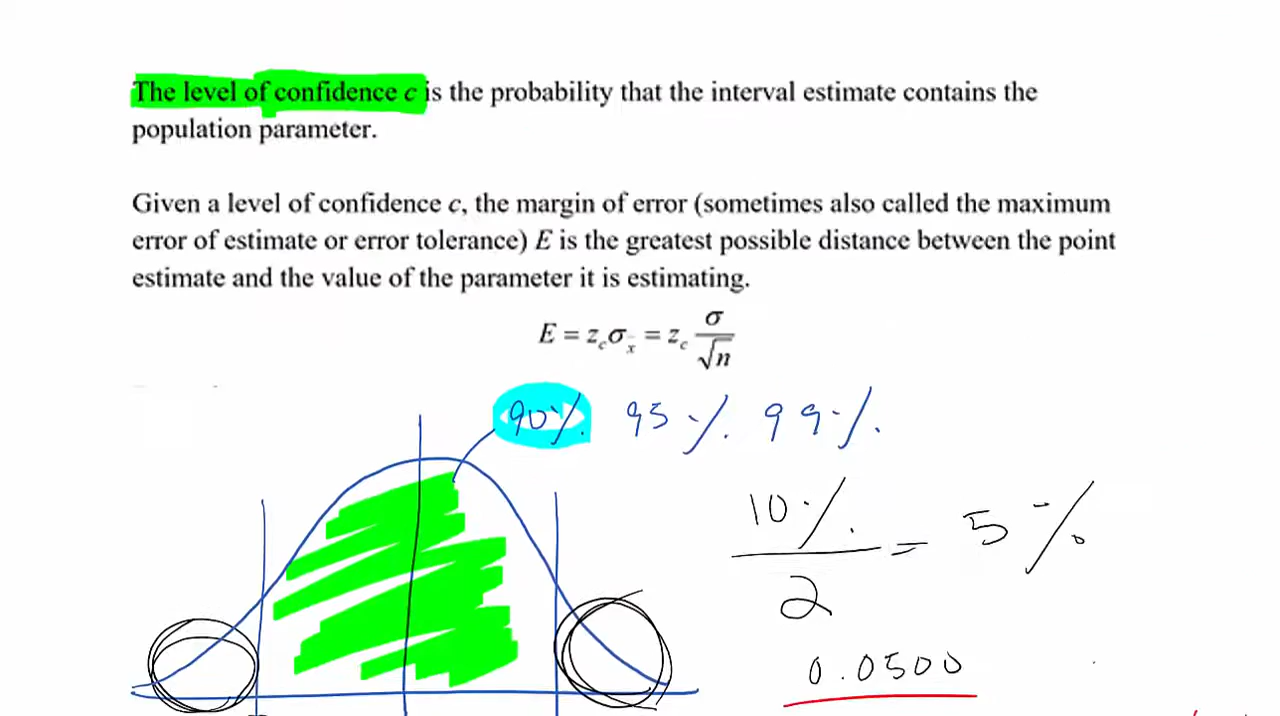 The level of confidence c is the probability that the interval estimate contains the
population parameter.
Given a level of confidence c, the margin of error (sometimes also called the maximum
error of estimate or error tolerance) E is the greatest possible distance between the point
estimate and the value of the parameter it is estimating.
E = z_c σ_x̄ = z_c σ/√n
90% 95% 99%
10%/2 = 5%
0.0500